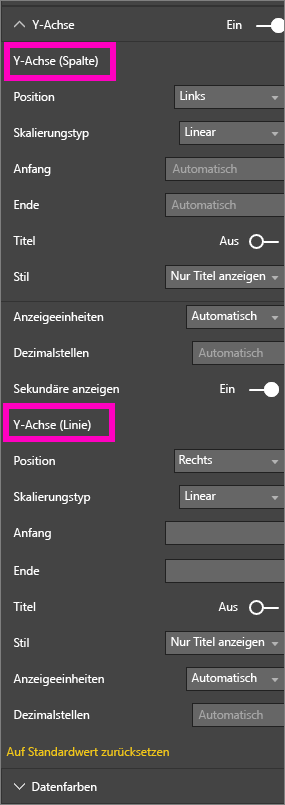 Y-Achse Ein
Y-Achse (Spalte)
Position Links
Skalierungstyp Linear
Anfang Automatisch
Ende Automatisch
Titel Aus
Stil Nur Titel anzeigen
Anzeigeeinheiten Automatisch
Dezimalstellen Automatisch
Sekundäre anzeigen Ein
Y-Achse (Linie)
Position Rechts
Skalierungstyp Linear
Anfang
Ende
Titel Aus
Stil Nur Titel anzeigen
Anzeigeeinheiten Automatisch
Dezimalstellen Automatisch
Auf Standardwert zurücksetzen
Datenfarben